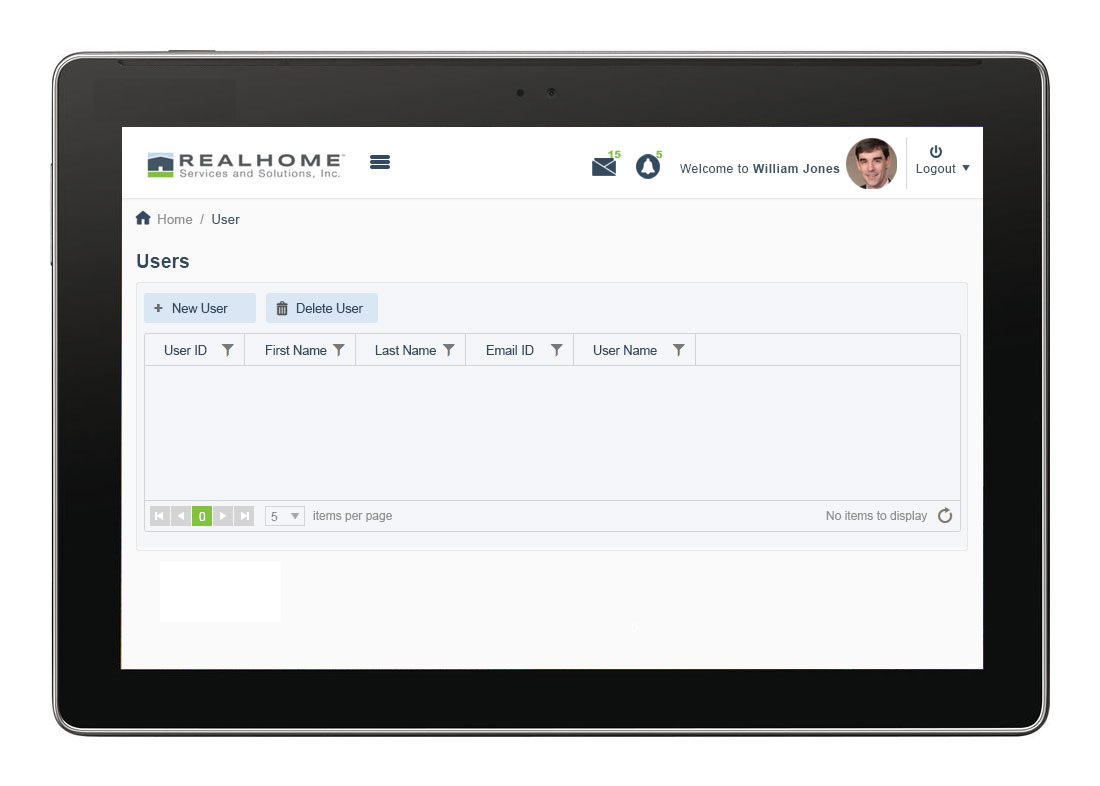 REALHOME™
Services and Solutions, Inc.
15
5
Welcome to William Jones
Logout
Home / User
Users
+ New User
Delete User
User ID
First Name
Last Name
Email ID
User Name
0
5
items per page
No items to display